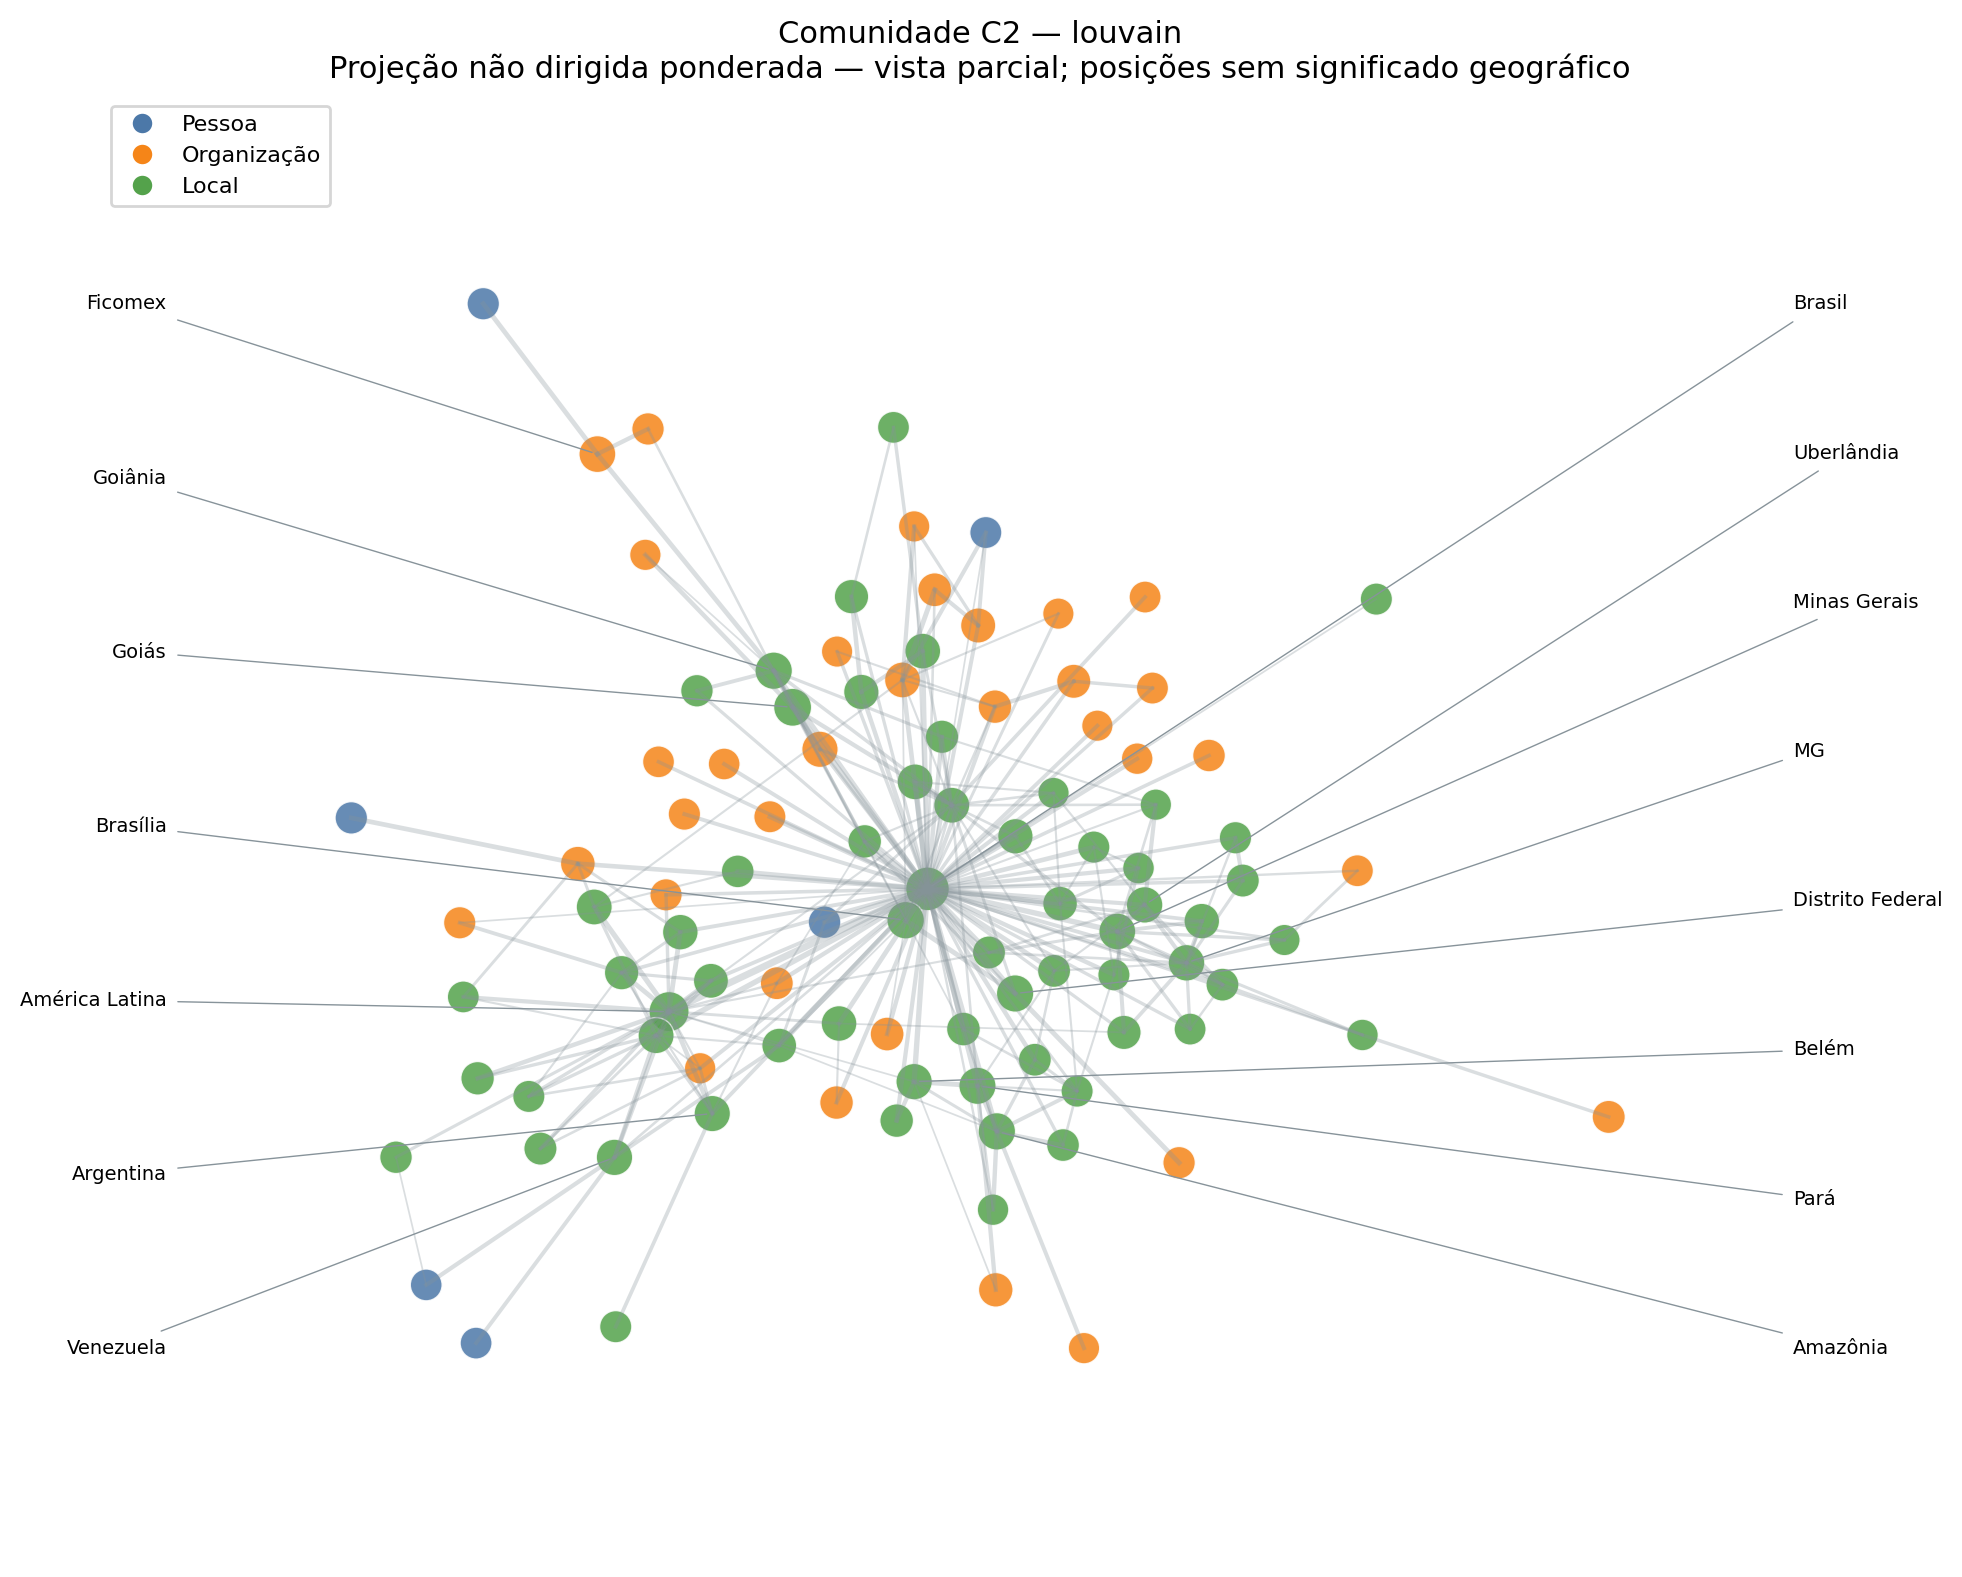 Comunidade C2 — louvain
Projeção não dirigida ponderada — vista parcial; posições sem significado geográfico
Pessoa
Organização
Local
Ficomex
Goiânia
Goiás
Brasília
América Latina
Argentina
Venezuela
Brasil
Uberlândia
Minas Gerais
MG
Distrito Federal
Belém
Pará
Amazônia